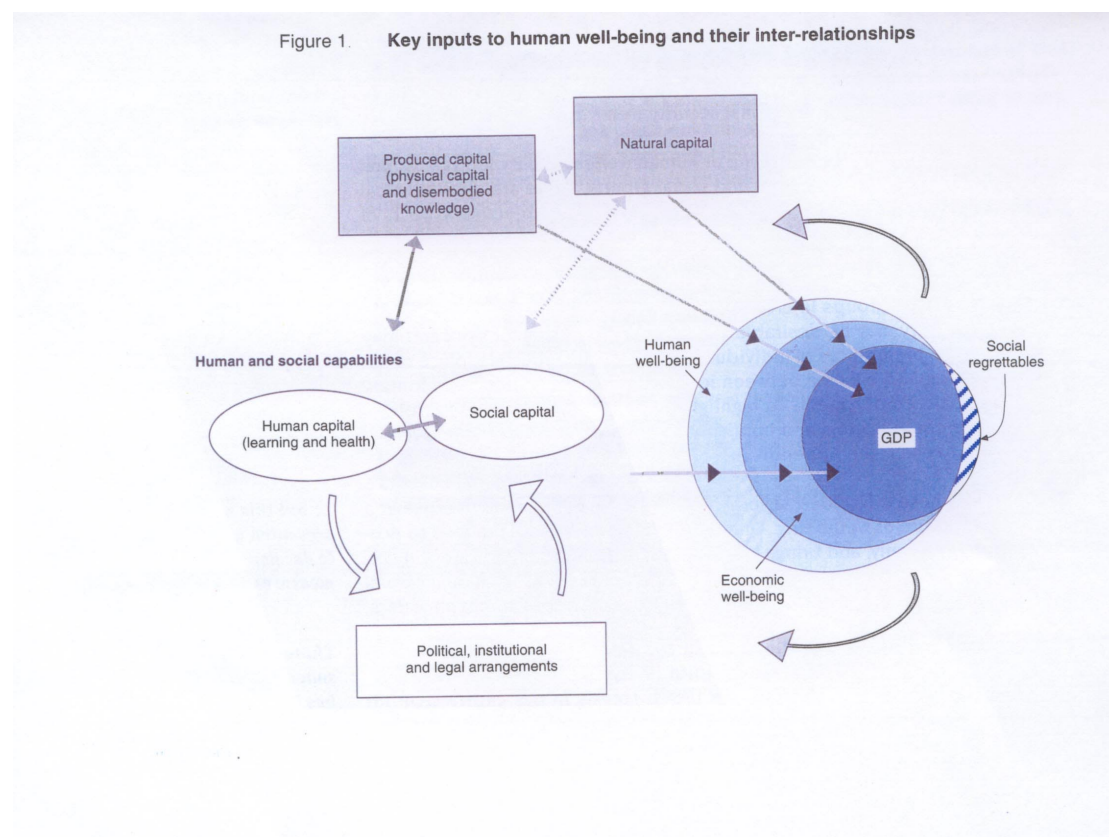 Figure 1. Key inputs to human well-being and their inter-relationships
Natural capital
Produced capital
(physical capital
and disembodied
knowledge)
Human
well-being
Social
regrettables
Human and social capabilities
Social capital
Human capital
(learning and health)
GDP
Economic
well-being
Political, institutional
and legal arrangements